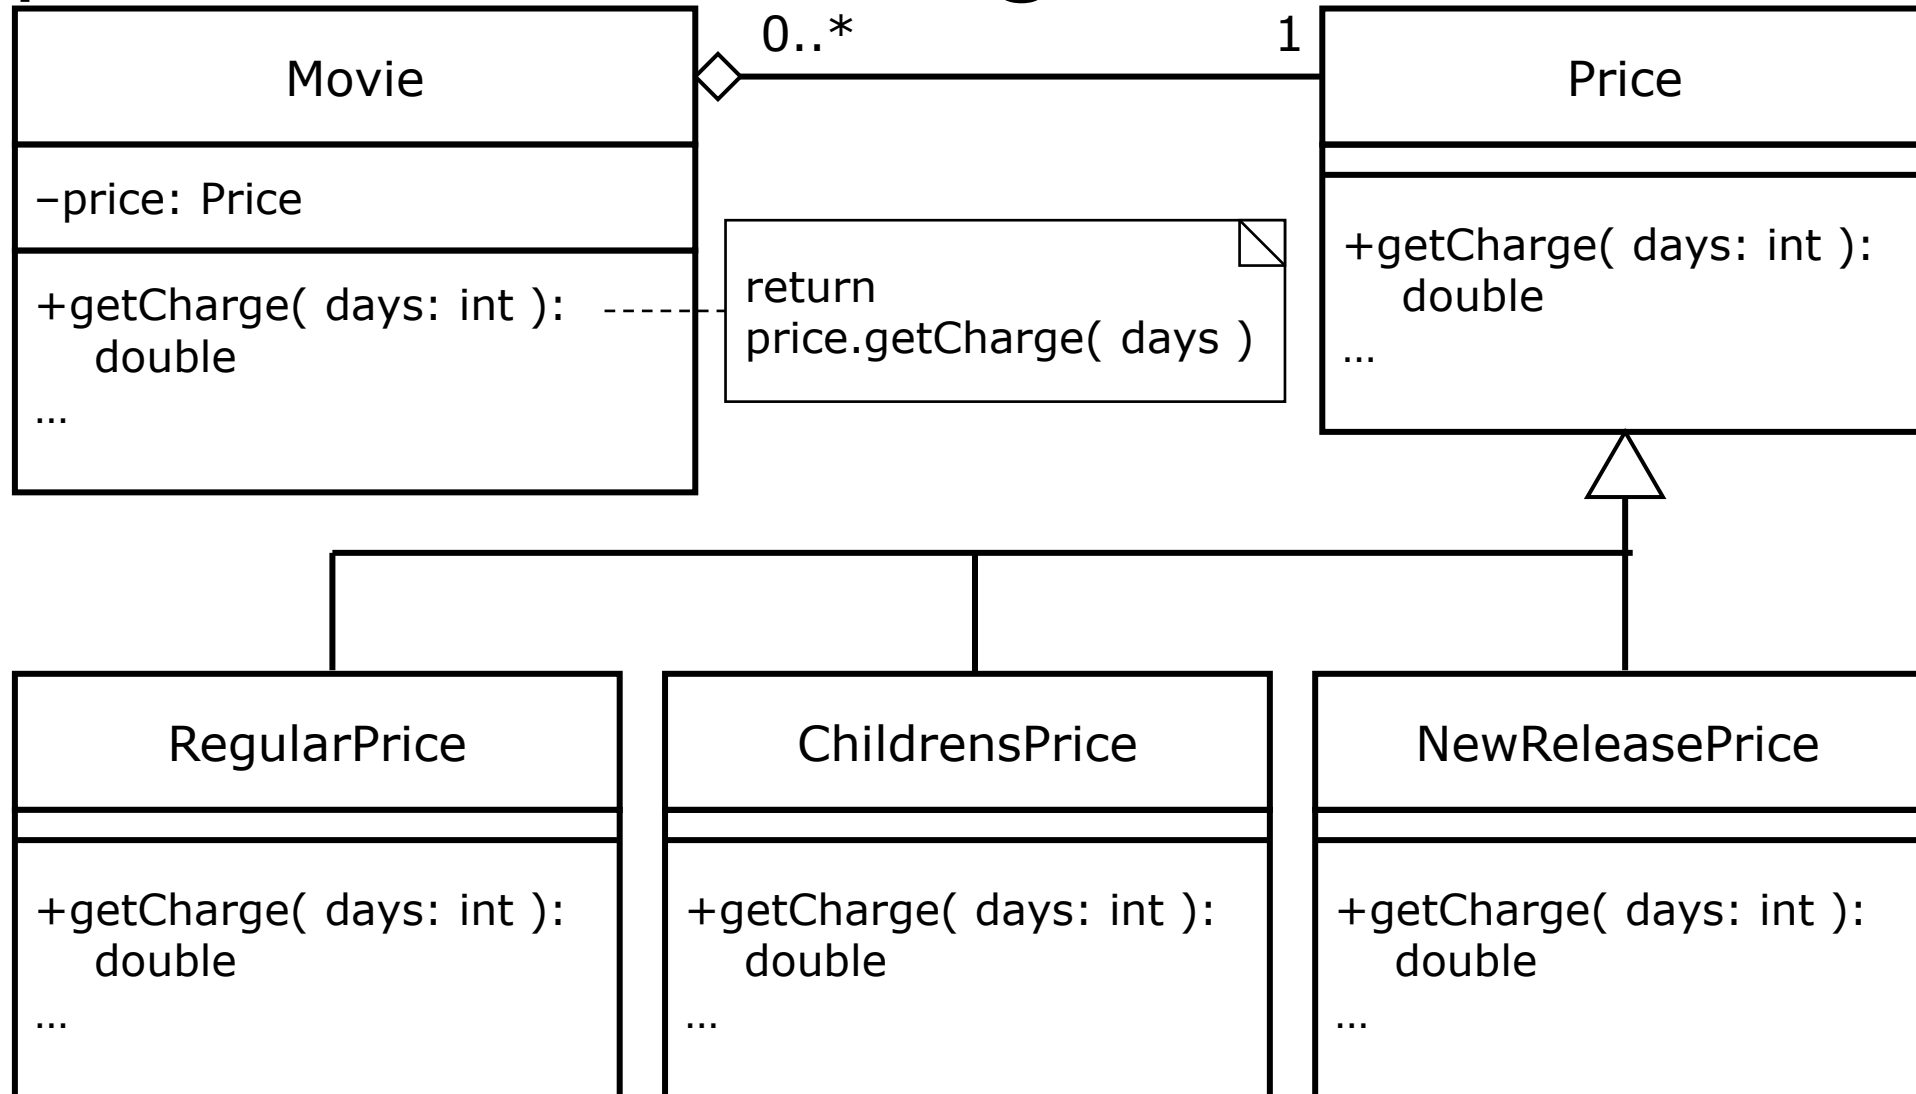 Movie
0..*
1
Price
–price: Price
+getCharge( days: int ):
double
…
return
price.getCharge( days )
+getCharge( days: int ):
double
…
RegularPrice
ChildrensPrice
NewReleasePrice
+getCharge( days: int ):
double
…
+getCharge( days: int ):
double
…
+getCharge( days: int ):
double
…